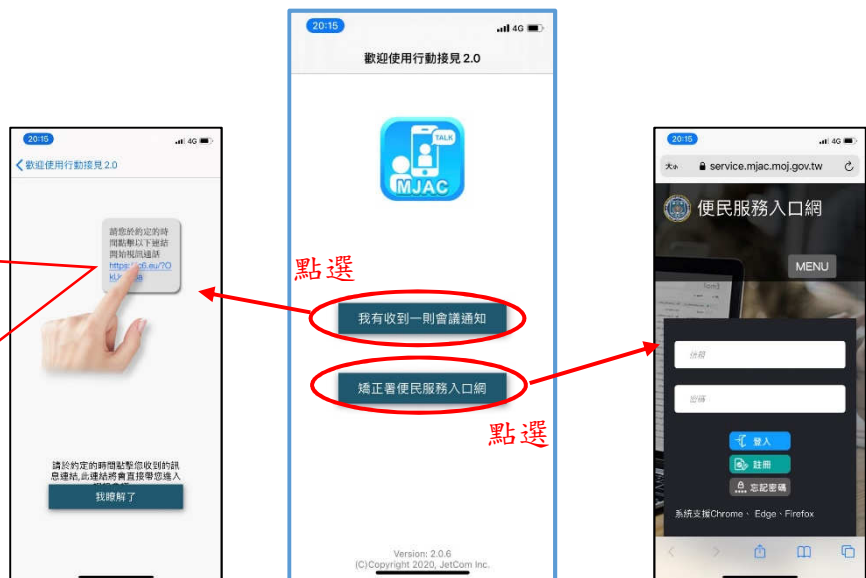 20:15
4G
歡迎使用行動接見 2.0
請您於約定的時
間點擊以下連結
開始視訊通話
請於約定的時間點擊您收到的訊
息連結,此連結將會直接帶您進入
我瞭解了
20:15
4G
歡迎使用行動接見 2.0
TALK
MJAC
點選
我有收到一則會議通知
矯正署便民服務入口網
點選
Version: 2.0.6
(C)Copyright 2020, JetCom Inc.
20:15
4G
大小 service.mjac.moj.gov.tw
便民服務入口網
MENU
信箱
密碼
登入
註冊
忘記密碼
系統支援Chrome、Edge、Firefox